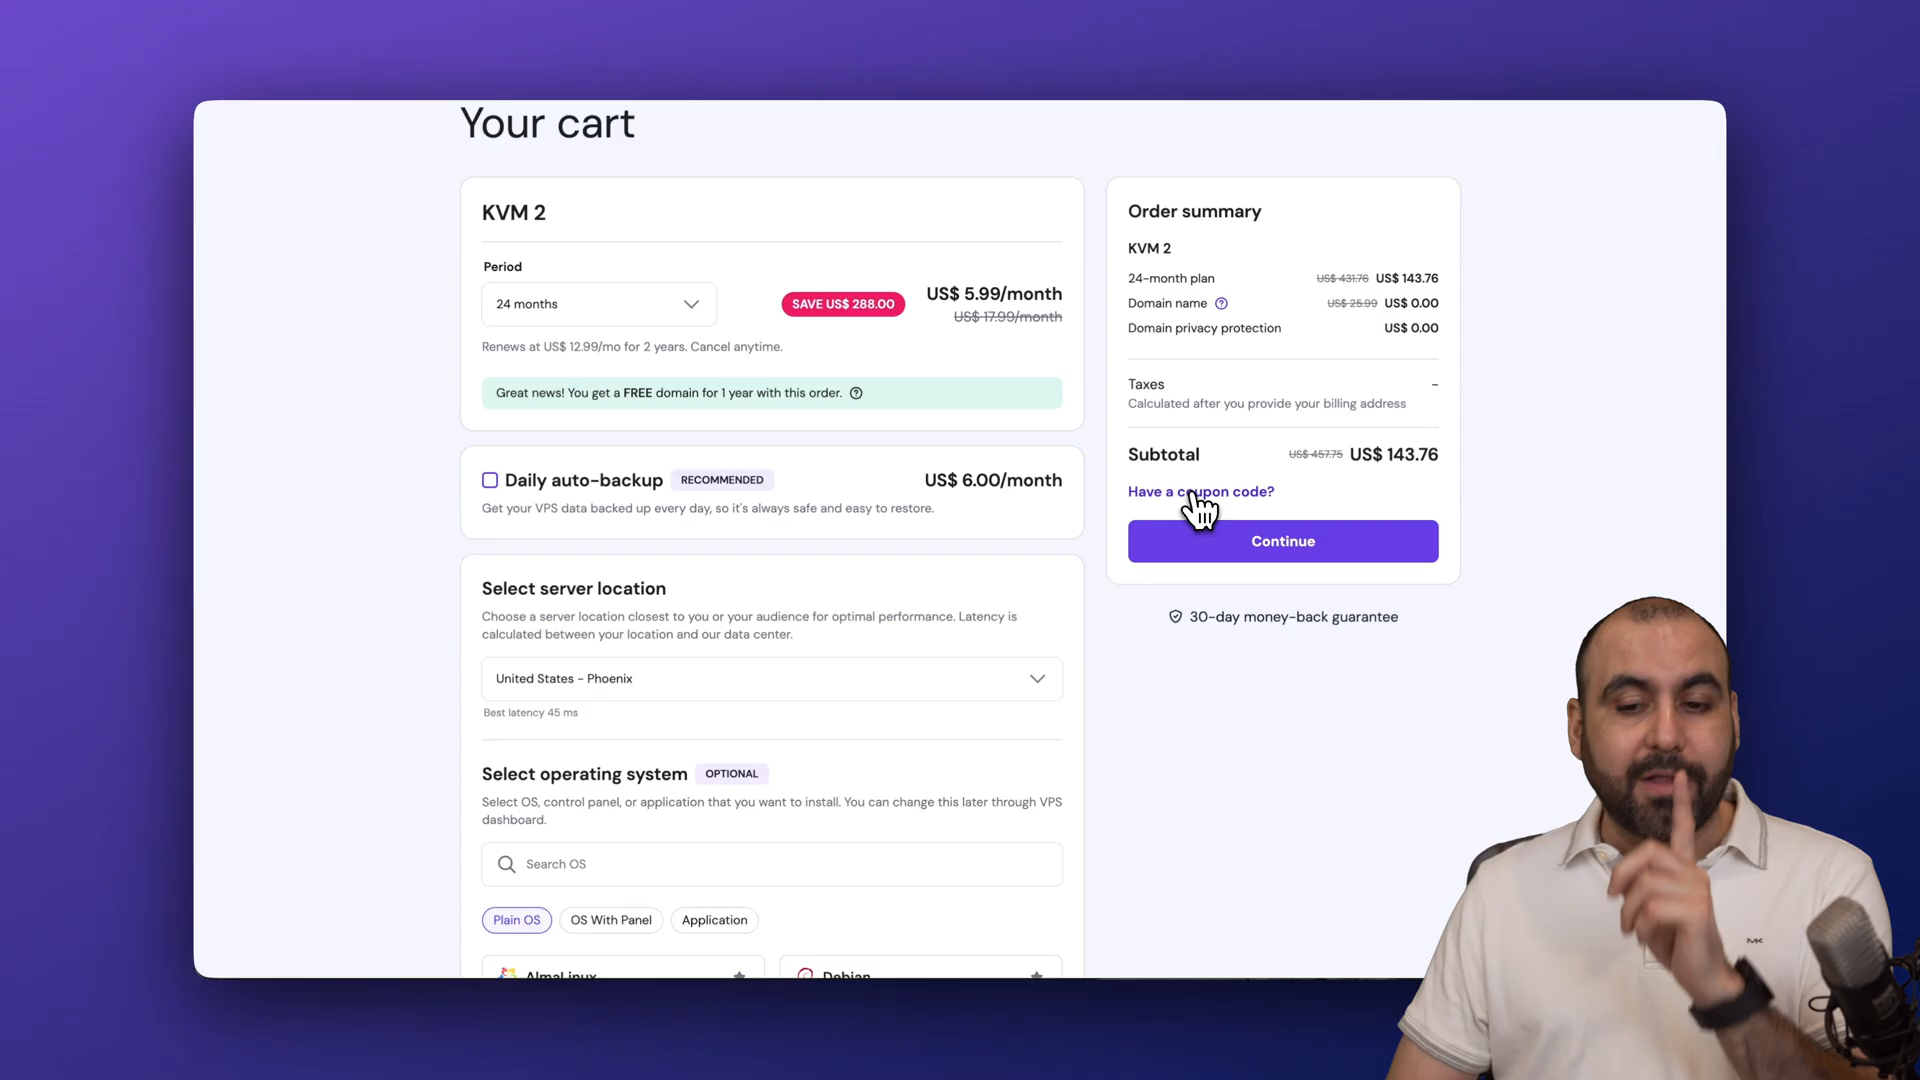 Your cart
KVM 2
Period
24 months
SAVE US$ 288.00
US$ 5.99/month
US$ 17.99/month
Renews at US$ 12.99/mo for 2 years. Cancel anytime.
Great news! You get a FREE domain for 1 year with this order.
Daily auto-backup RECOMMENDED US$ 6.00/month
Get your VPS data backed up every day, so it's always safe and easy to restore.
Select server location
Choose a server location closest to you or your audience for optimal performance. Latency is
calculated between your location and our data center.
United States - Phoenix
Best latency 45 ms
Select operating system OPTIONAL
Select OS, control panel, or application that you want to install. You can change this later through VPS
dashboard.
Search OS
Plain OS OS With Panel Application
AlmaLinux Debian
Order summary
KVM 2
24-month plan US$ 431.76 US$ 143.76
Domain name US$ 25.99 US$ 0.00
Domain privacy protection US$ 0.00
Taxes -
Calculated after you provide your billing address
Subtotal US$ 457.75 US$ 143.76
Have a coupon code?
Continue
30-day money-back guarantee
MK